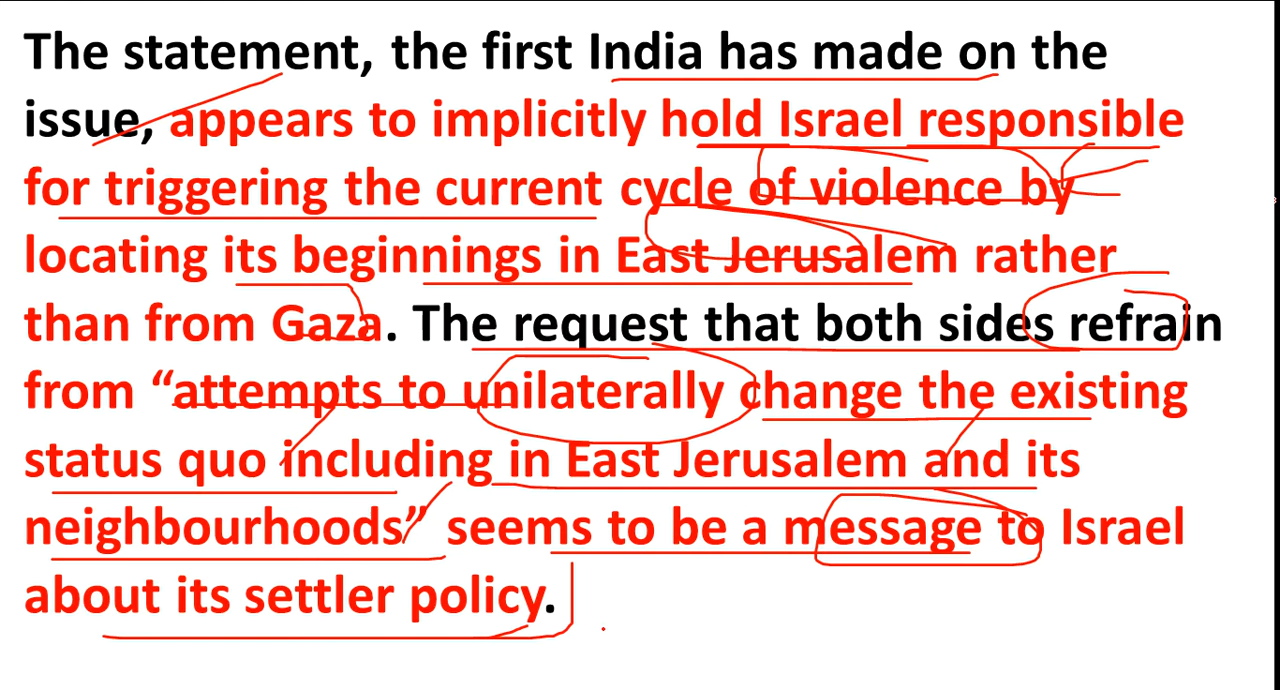 The statement, the first India has made on the
issue, appears to implicitly hold Israel responsible
for triggering the current cycle of violence by
locating its beginnings in East Jerusalem rather
than from Gaza. The request that both sides refrain
from “attempts to unilaterally change the existing
status quo including in East Jerusalem and its
neighbourhoods” seems to be a message to Israel
about its settler policy.